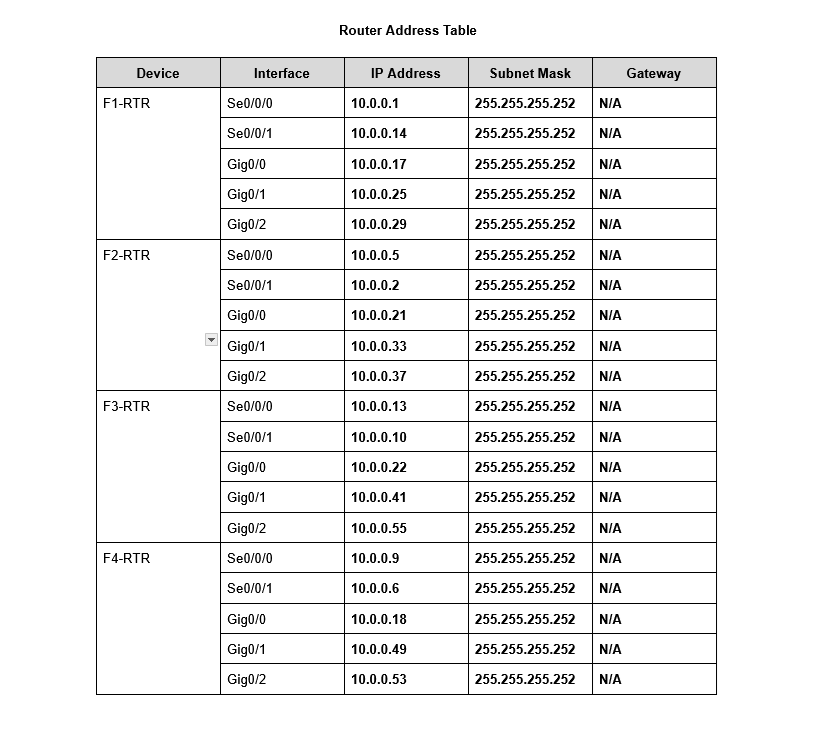 Router Address Table
Device Interface IP Address Subnet Mask Gateway
F1-RTR Se0/0/0 10.0.0.1 255.255.255.252 N/A
Se0/0/1 10.0.0.14 255.255.255.252 N/A
Gig0/0 10.0.0.17 255.255.255.252 N/A
Gig0/1 10.0.0.25 255.255.255.252 N/A
Gig0/2 10.0.0.29 255.255.255.252 N/A
F2-RTR Se0/0/0 10.0.0.5 255.255.255.252 N/A
Se0/0/1 10.0.0.2 255.255.255.252 N/A
Gig0/0 10.0.0.21 255.255.255.252 N/A
Gig0/1 10.0.0.33 255.255.255.252 N/A
Gig0/2 10.0.0.37 255.255.255.252 N/A
F3-RTR Se0/0/0 10.0.0.13 255.255.255.252 N/A
Se0/0/1 10.0.0.10 255.255.255.252 N/A
Gig0/0 10.0.0.22 255.255.255.252 N/A
Gig0/1 10.0.0.41 255.255.255.252 N/A
Gig0/2 10.0.0.55 255.255.255.252 N/A
F4-RTR Se0/0/0 10.0.0.9 255.255.255.252 N/A
Se0/0/1 10.0.0.6 255.255.255.252 N/A
Gig0/0 10.0.0.18 255.255.255.252 N/A
Gig0/1 10.0.0.49 255.255.255.252 N/A
Gig0/2 10.0.0.53 255.255.255.252 N/A